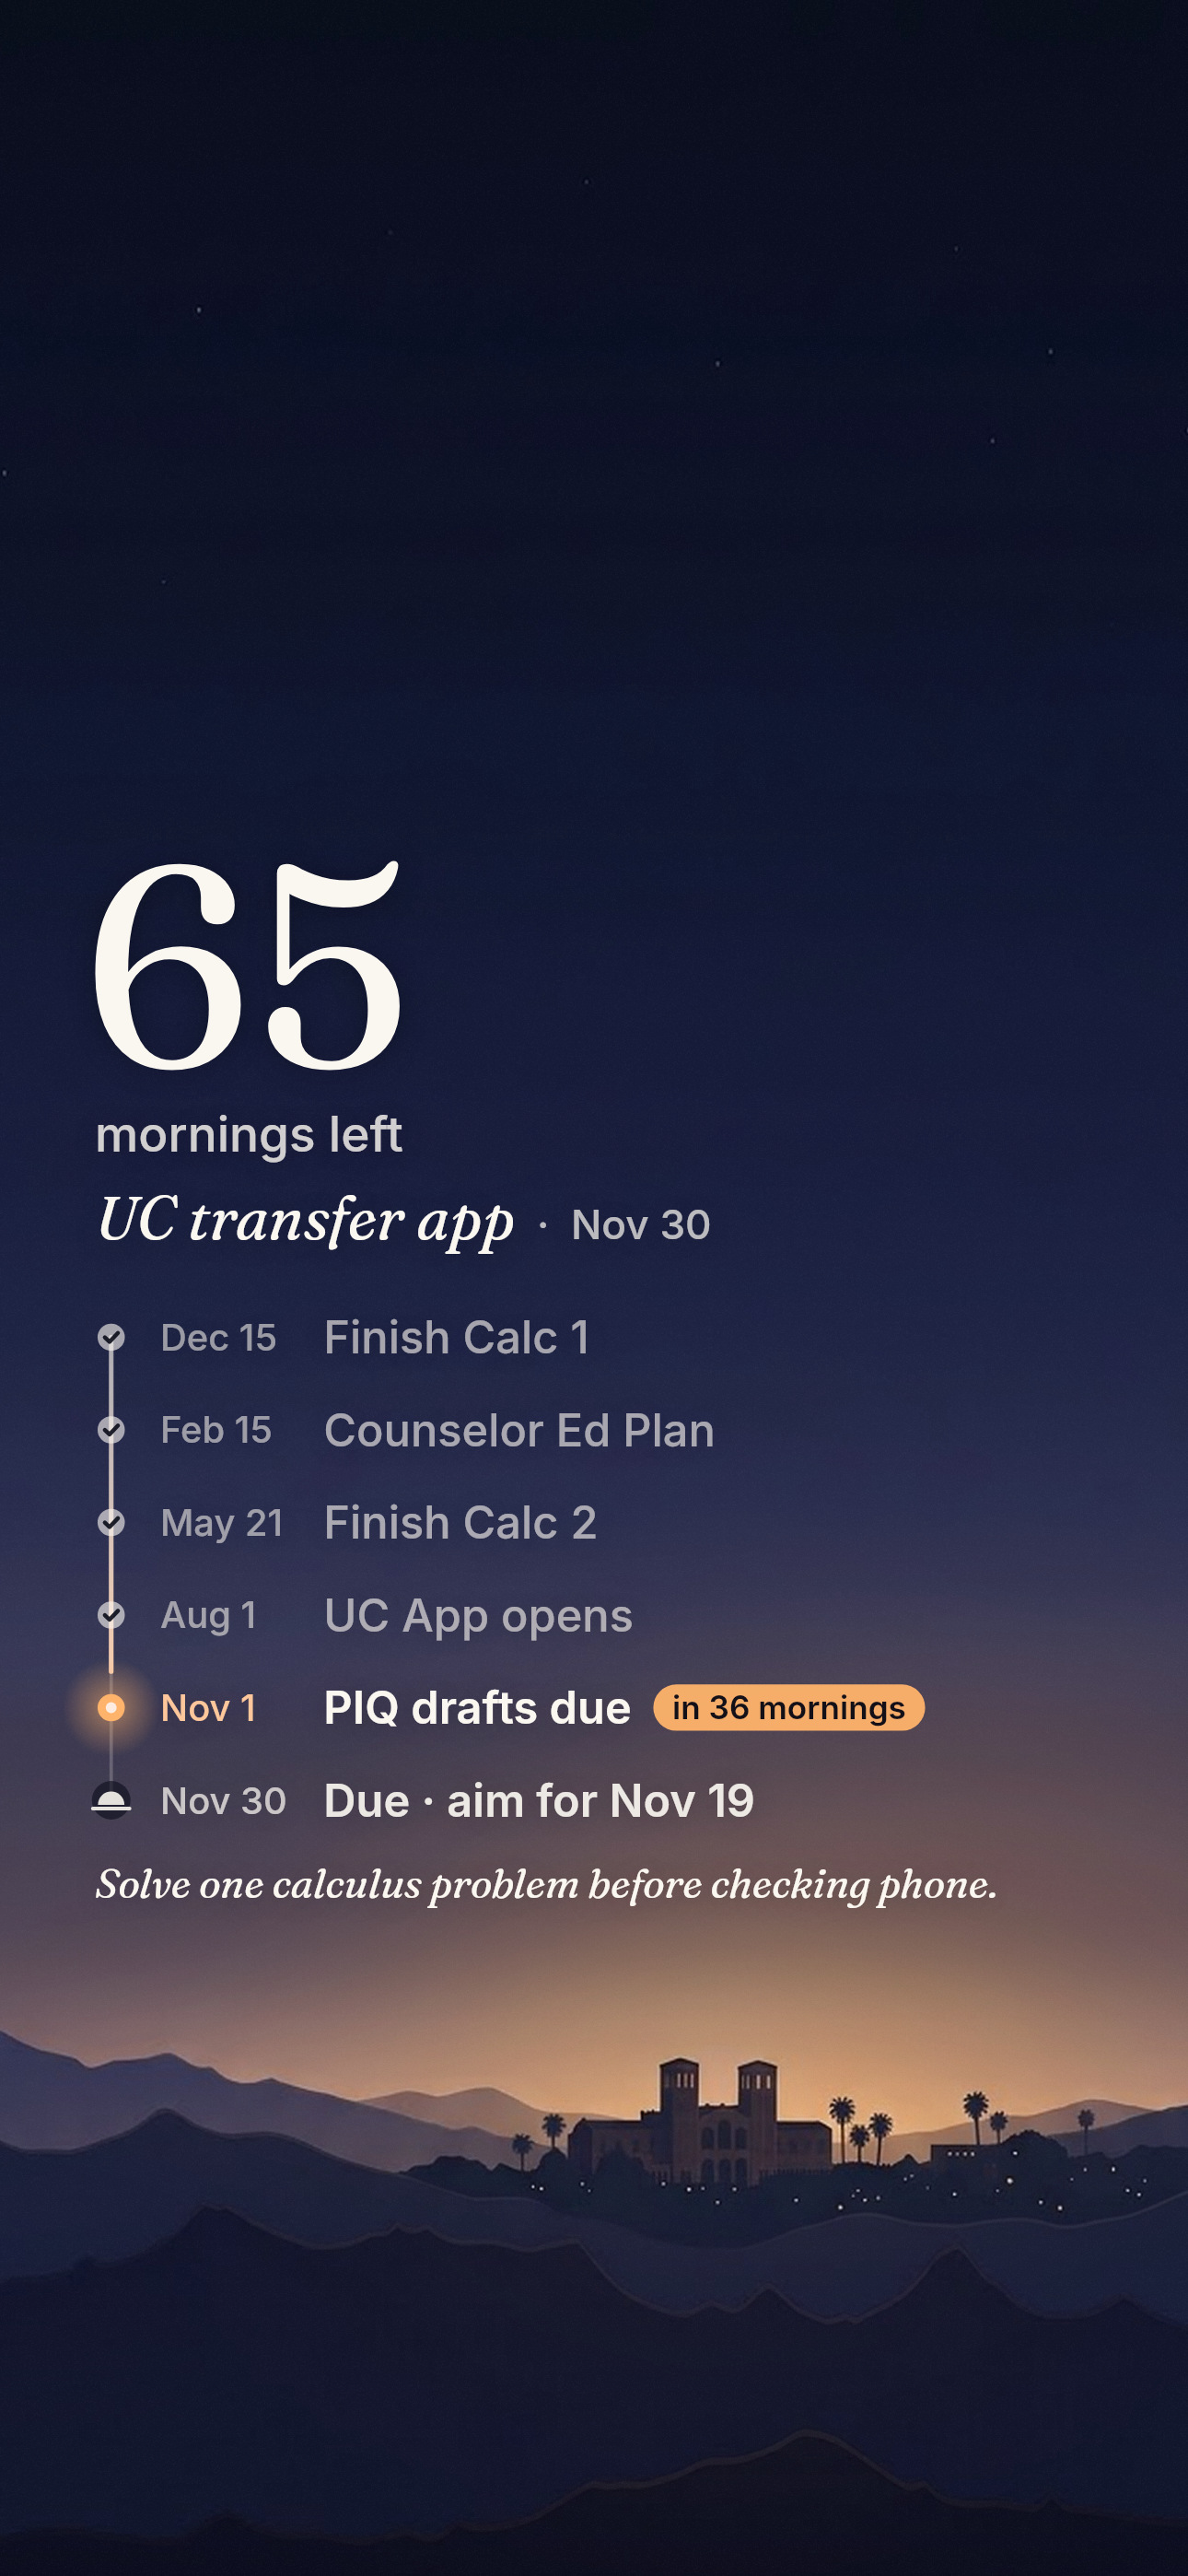 65
mornings left
UC transfer app · Nov 30
Dec 15 Finish Calc 1
Feb 15 Counselor Ed Plan
May 21 Finish Calc 2
Aug 1 UC App opens
Nov 1 PIQ drafts due in 36 mornings
Nov 30 Due · aim for Nov 19
Solve one calculus problem before checking phone.